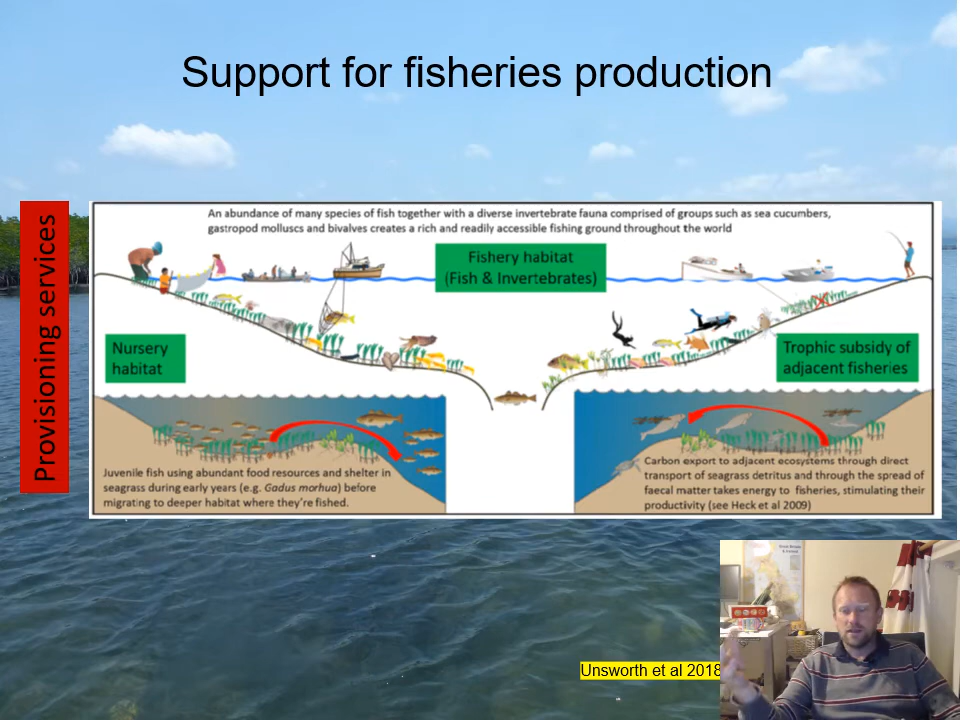 Support for fisheries production
Provisioning services
An abundance of many species of fish together with a diverse invertebrate fauna comprised of groups such as sea cucumbers,
gastropod molluscs and bivalves creates a rich and readily accessible fishing ground throughout the world
Fishery habitat
(Fish & Invertebrates)
Nursery
habitat
Trophic subsidy of
adjacent fisheries
Juvenile fish using abundant food resources and shelter in
seagrass during early years (e.g. Gadus morhua) before
migrating to deeper habitat where they're fished.
Carbon export to adjacent ecosystems through direct
transport of seagrass detritus and through the spread of
faecal matter takes energy to fisheries, stimulating their
productivity (see Heck et al 2009)
Unsworth et al 2018